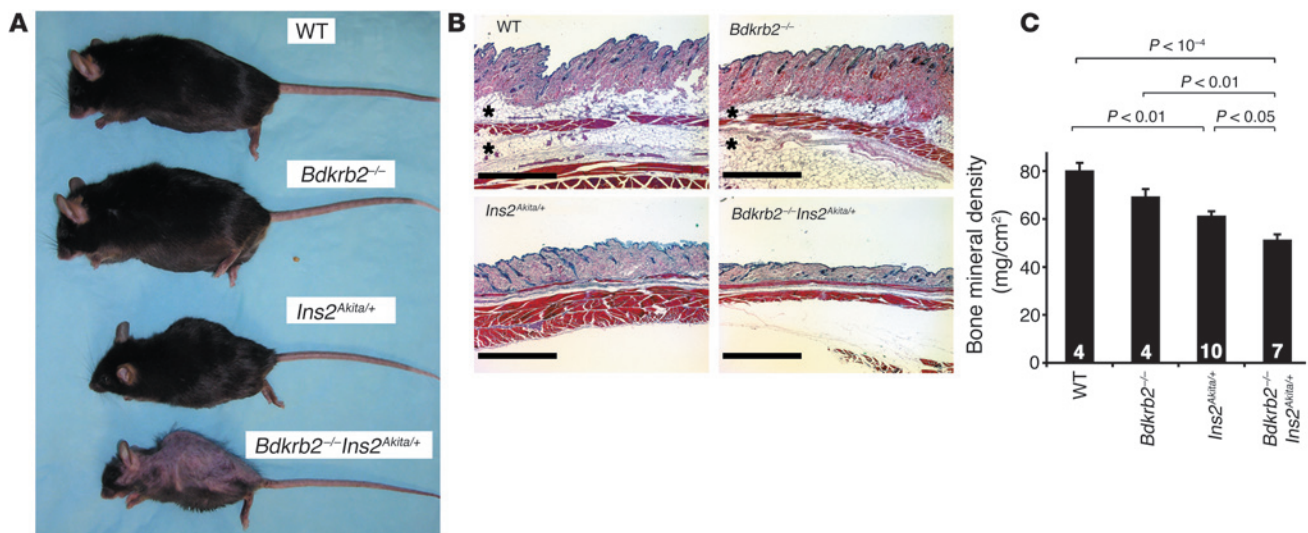 A
WT
Bdkrb2−/−
Ins2Akita/+
Bdkrb2−/−Ins2Akita/+
B
WT
Bdkrb2−/−
*
*
*
*
Ins2Akita/+
Bdkrb2−/−Ins2Akita/+
C
P < 10−4
P < 0.01
P < 0.01
P < 0.05
Bone mineral density
(mg/cm2)
80
60
40
20
0
4
4
10
7
WT
Bdkrb2−/−
Ins2Akita/+
Bdkrb2−/−
Ins2Akita/+